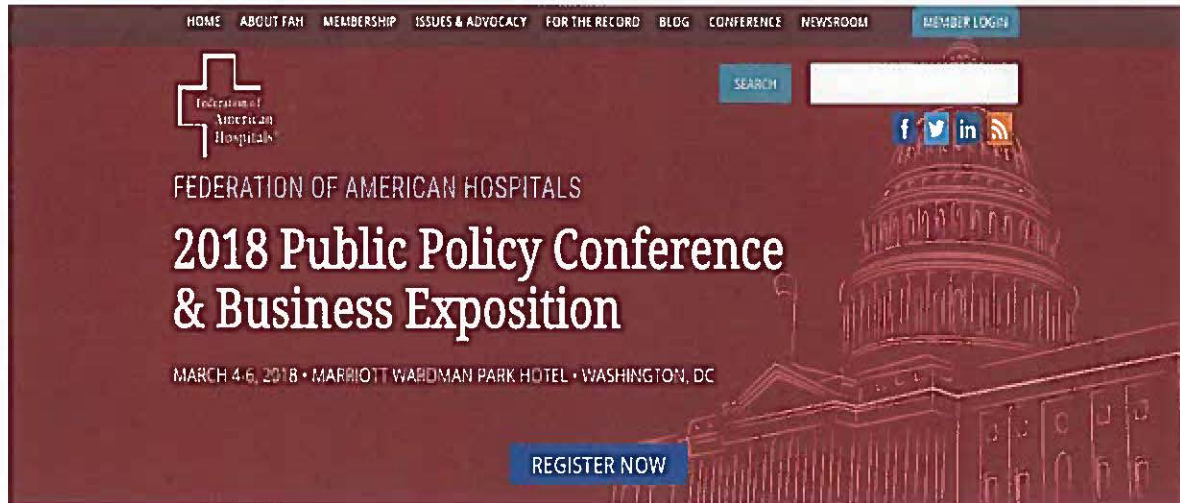 HOME ABOUT FAH MEMBERSHIP ISSUES & ADVOCACY FOR THE RECORD BLOG CONFERENCE NEWSROOM MEMBER LOGIN
Federation of
American
Hospitals
SEARCH
f in
FEDERATION OF AMERICAN HOSPITALS
2018 Public Policy Conference
& Business Exposition
MARCH 4-6, 2018 • MARRIOTT WARDMAN PARK HOTEL • WASHINGTON, DC
REGISTER NOW